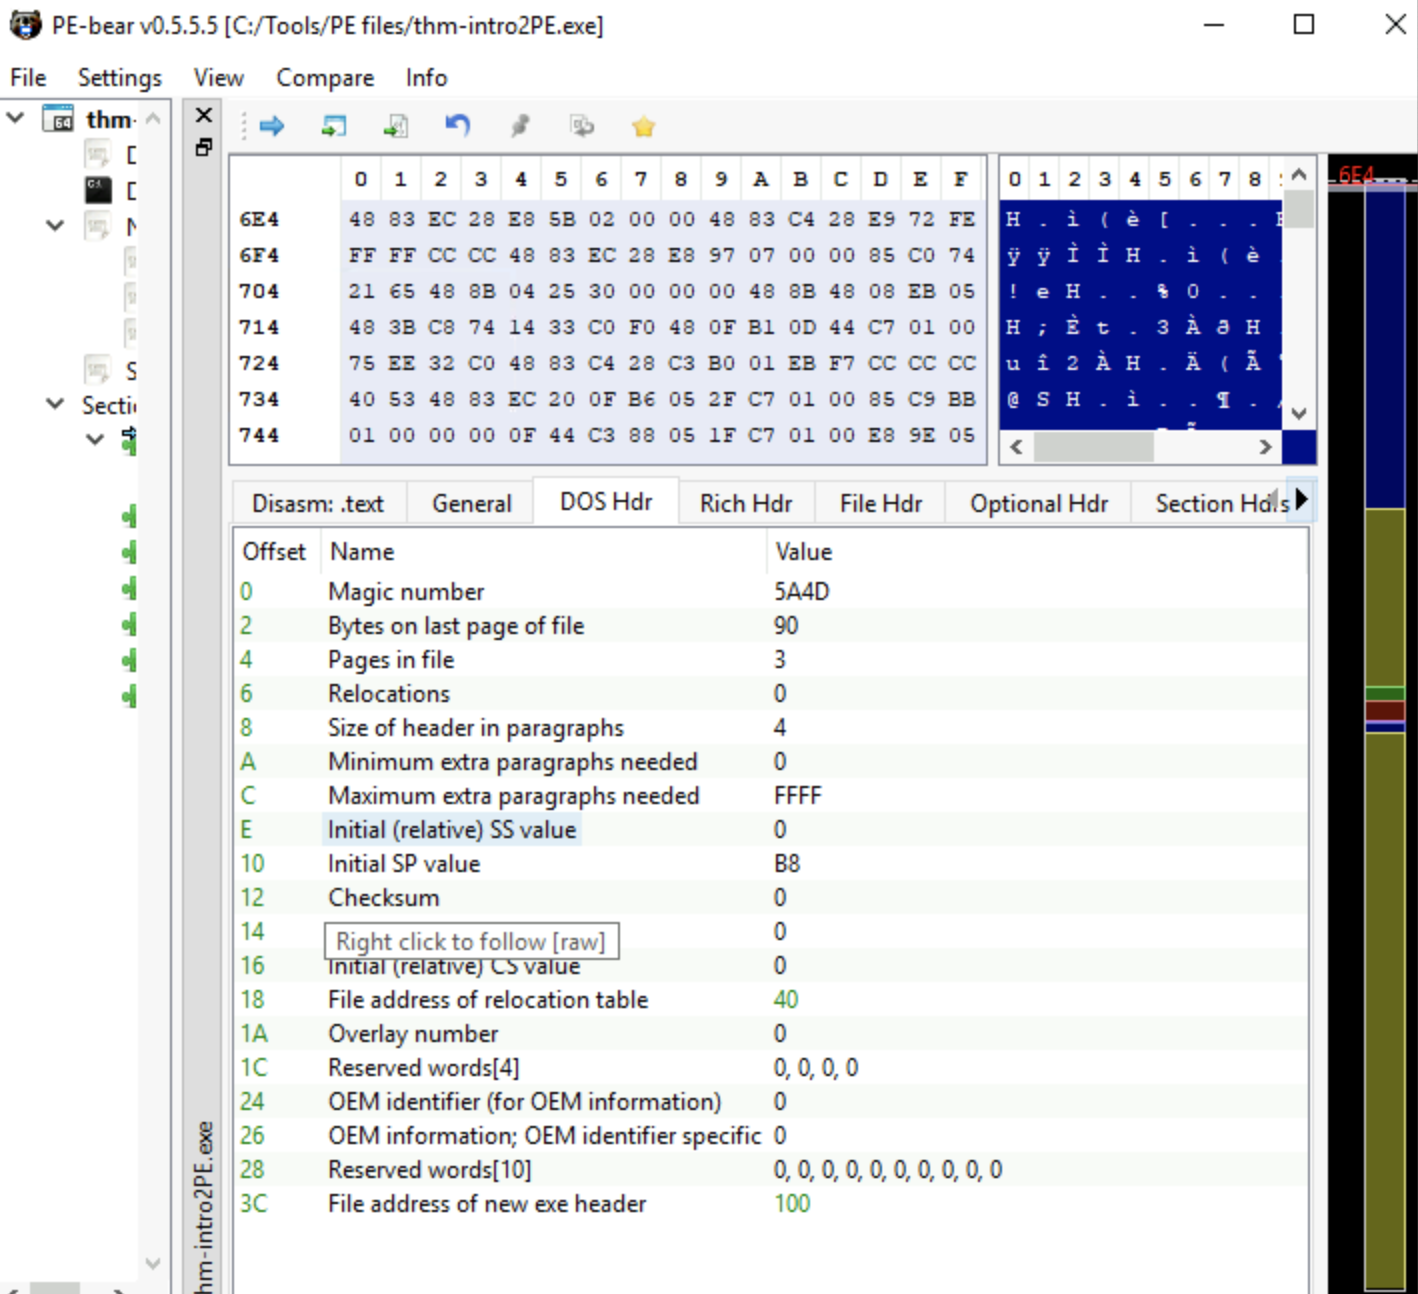 PE-bear v0.5.5.5 [C:/Tools/PE files/thm-intro2PE.exe]
File Settings View Compare Info
thm-
Secti
0 1 2 3 4 5 6 7 8 9 A B C D E F
6E4 48 83 EC 28 E8 5B 02 00 00 48 83 C4 28 E9 72 FE
6F4 FF FF CC CC 48 83 EC 28 E8 97 07 00 00 85 C0 74
704 21 65 48 8B 04 25 30 00 00 00 00 48 8B 48 08 EB 05
714 48 3B C8 74 14 33 C0 F0 48 0F B1 0D 44 C7 01 00
724 75 EE 32 C0 48 83 C4 28 C3 B0 01 EB F7 CC CC CC
734 40 53 48 83 EC 20 0F B6 05 2F C7 01 00 85 C9 BB
744 01 00 00 00 0F 44 C3 88 05 1F C7 01 00 E8 9E 05
0 1 2 3 4 5 6 7 8
H . ì ( è [ . . .
ÿ ÿ Ì Ì H . ì ( è
! e H . . % 0 . .
H ; È t . 3 À ð H
u î 2 À H . Ä ( Ã
@ S H . ì . . ¶ .
6E4
Disasm: .text General DOS Hdr Rich Hdr File Hdr Optional Hdr Section Hdrs
Offset Name Value
0 Magic number 5A4D
2 Bytes on last page of file 90
4 Pages in file 3
6 Relocations 0
8 Size of header in paragraphs 4
A Minimum extra paragraphs needed 0
C Maximum extra paragraphs needed FFFF
E Initial (relative) SS value 0
10 Initial SP value B8
12 Checksum 0
14 0
Right click to follow [raw]
16 Initial (relative) CS value 0
18 File address of relocation table 40
1A Overlay number 0
1C Reserved words[4] 0, 0, 0, 0
24 OEM identifier (for OEM information) 0
26 OEM information; OEM identifier specific 0
28 Reserved words[10] 0, 0, 0, 0, 0, 0, 0, 0, 0, 0
3C File address of new exe header 100
hm-intro2PE.exe